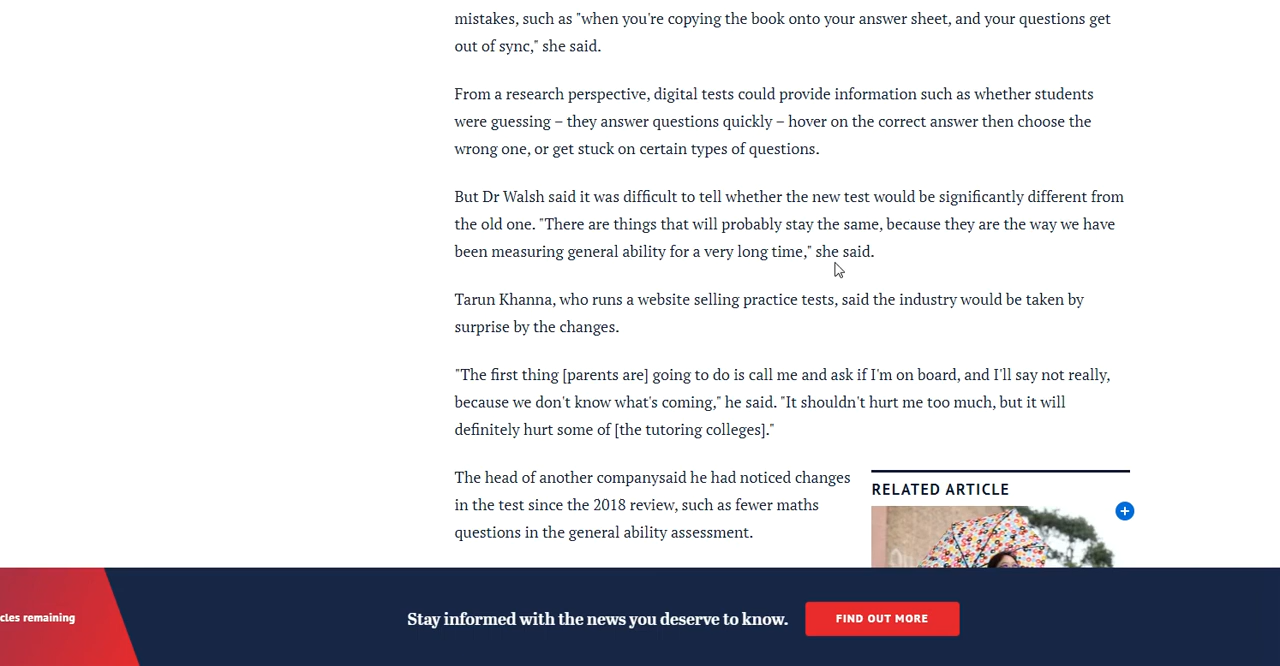 mistakes, such as "when you're copying the book onto your answer sheet, and your questions get
out of sync," she said.
From a research perspective, digital tests could provide information such as whether students
were guessing – they answer questions quickly – hover on the correct answer then choose the
wrong one, or get stuck on certain types of questions.
But Dr Walsh said it was difficult to tell whether the new test would be significantly different from
the old one. "There are things that will probably stay the same, because they are the way we have
been measuring general ability for a very long time," she said.
Tarun Khanna, who runs a website selling practice tests, said the industry would be taken by
surprise by the changes.
"The first thing [parents are] going to do is call me and ask if I'm on board, and I'll say not really,
because we don't know what's coming," he said. "It shouldn't hurt me too much, but it will
definitely hurt some of [the tutoring colleges]."
The head of another companysaid he had noticed changes
in the test since the 2018 review, such as fewer maths
questions in the general ability assessment.
RELATED ARTICLE
remaining
Stay informed with the news you deserve to know.
FIND OUT MORE